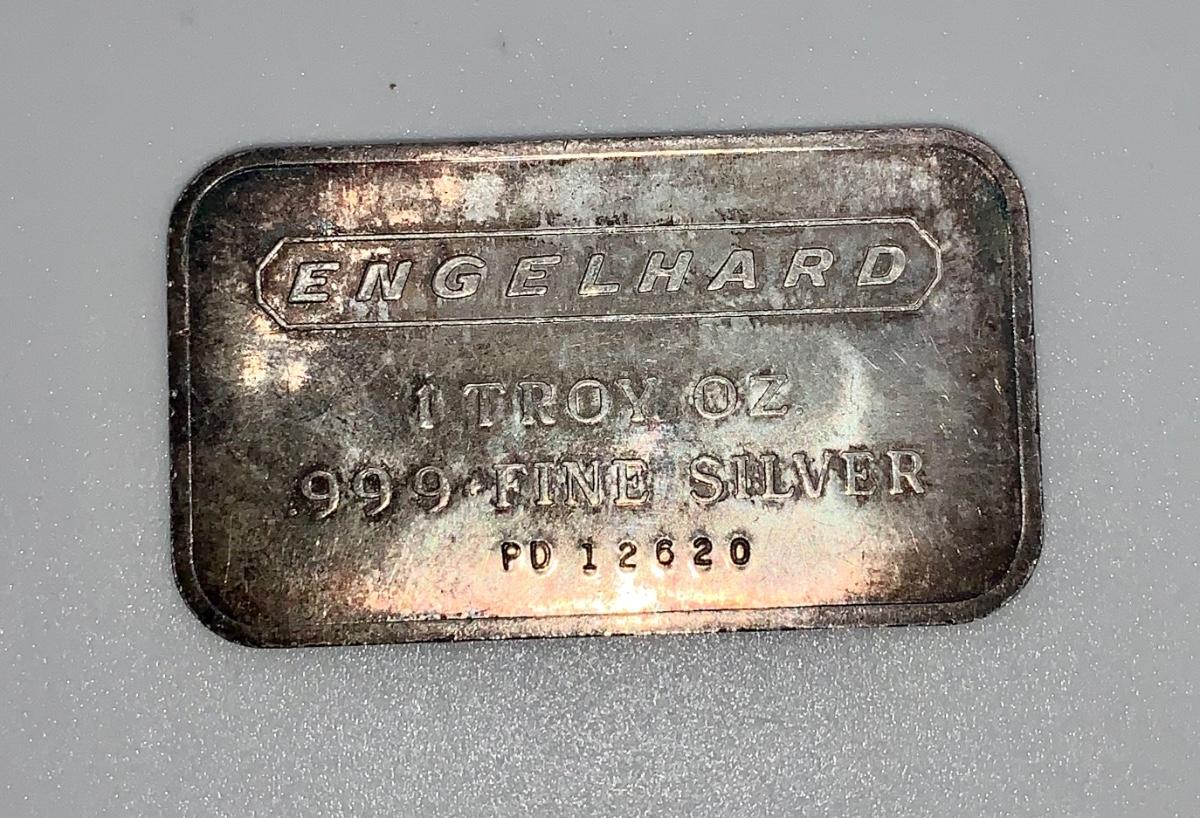 ENGELHARD
1 TROY OZ.
.999+ FINE SILVER
PD 12620